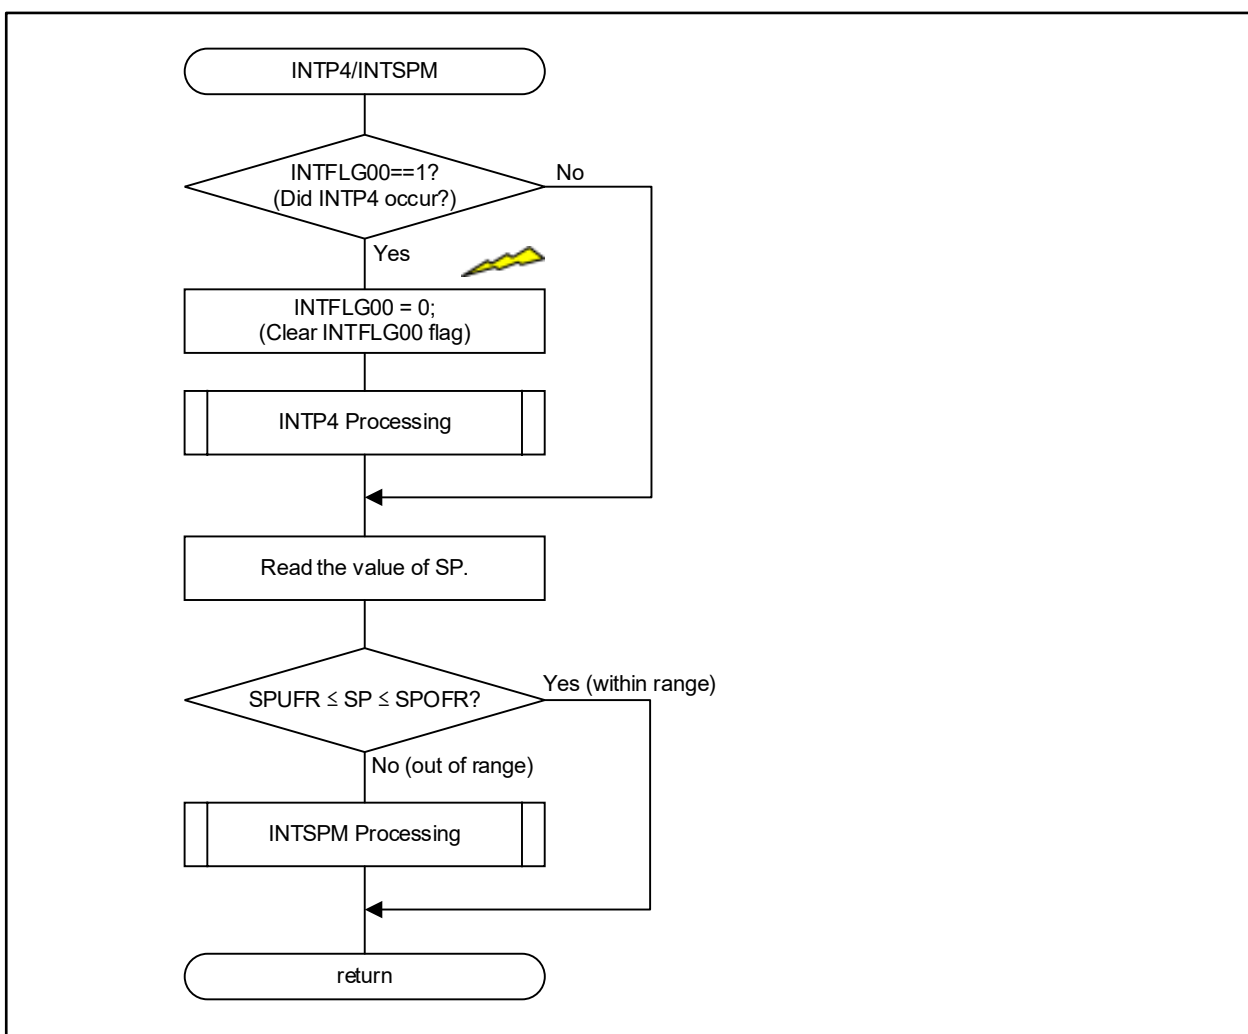 INTP4/INTSPM
INTFLG00==1?
(Did INTP4 occur?)
No
Yes
INTFLG00 = 0;
(Clear INTFLG00 flag)
INTP4 Processing
Read the value of SP.
SPUFR ≤ SP ≤ SPOFR?
Yes (within range)
No (out of range)
INTSPM Processing
return